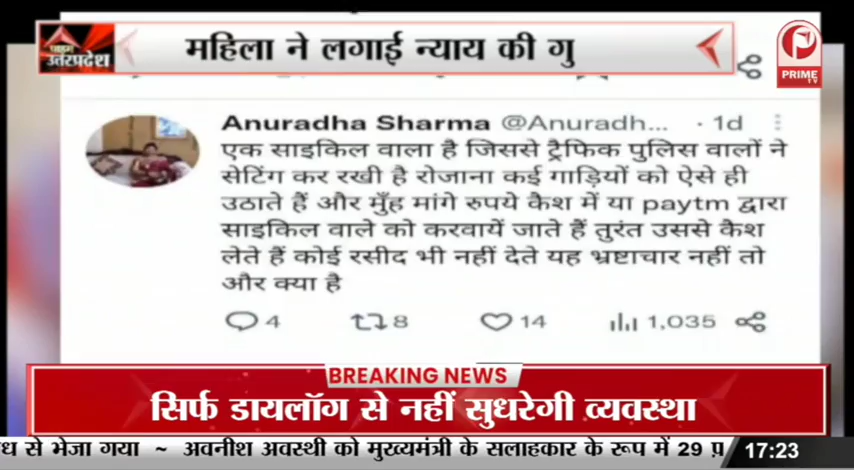 पाइम
उत्तरप्रदेश
महिला ने लगाई न्याय की गु
P
PRIME
TV
Anuradha Sharma @Anuradh... · 1d
एक साइकिल वाला है जिससे ट्रैफिक पुलिस वालों ने
सेटिंग कर रखी है रोजाना कई गाड़ियों को ऐसे ही
उठाते हैं और मुँह मांगे रुपये कैश में या paytm द्वारा
साइकिल वाले को करवायें जाते हैं तुरंत उससे कैश
लेते हैं कोई रसीद भी नहीं देते यह भ्रष्टाचार नहीं तो
और क्या है
4 8 14 1,035
BREAKING NEWS
सिर्फ डायलॉग से नहीं सुधरेगी व्यवस्था
ध से भेजा गया ~ अवनीश अवस्थी को मुख्यमंत्री के सलाहकार के रूप में 29 प़ 17:23